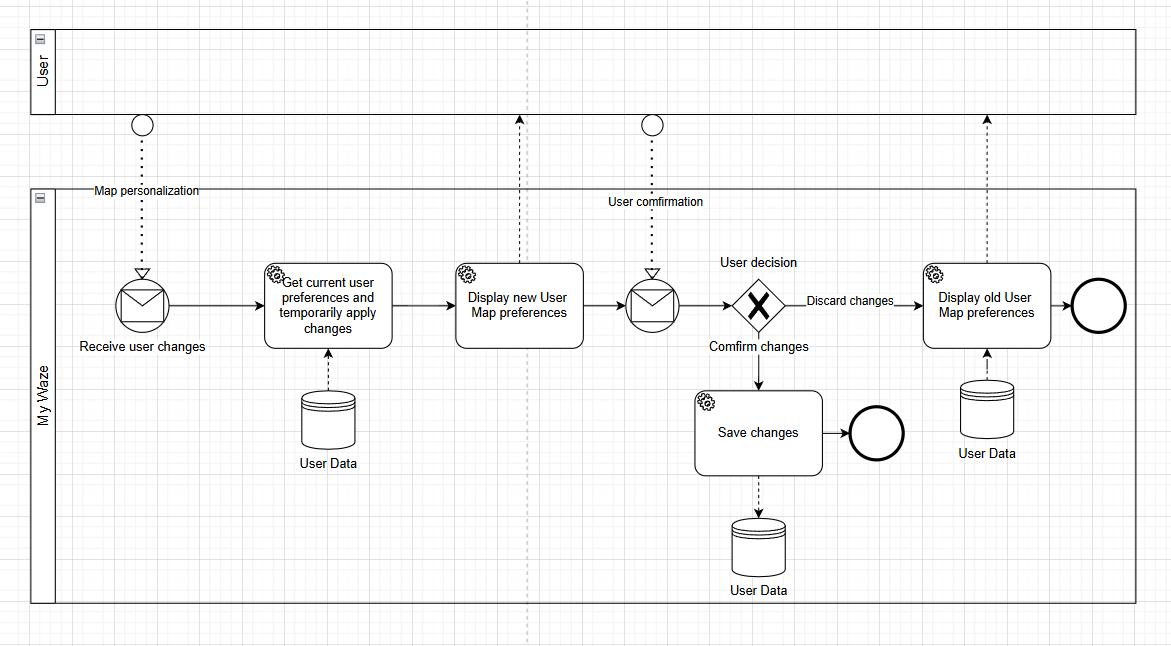 User
Map personalization
User comfirmation
My Waze
Receive user changes
Get current user
preferences and
temporarily apply
changes
User Data
Display new User
Map preferences
User decision
Discard changes
Comfirm changes
Display old User
Map preferences
User Data
Save changes
User Data